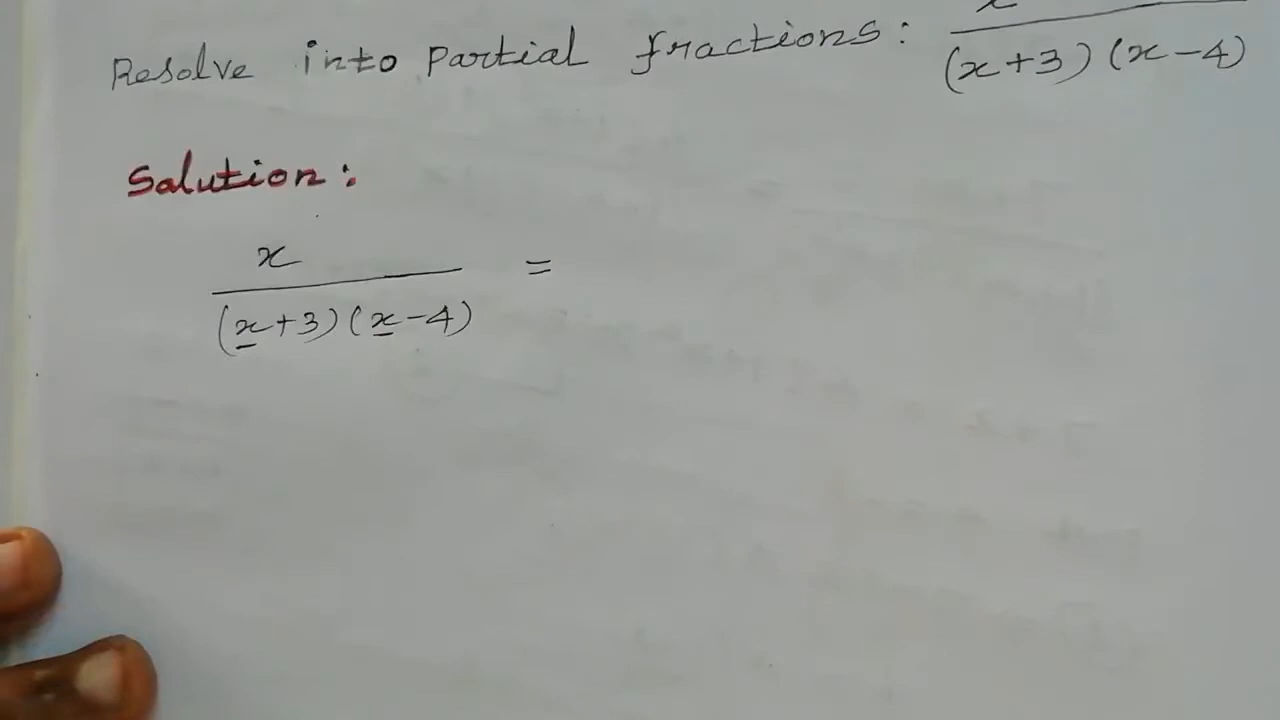 Resolve into Partial fractions: x/(x+3)(x-4)
Solution:
x/(x+3)(x-4) =